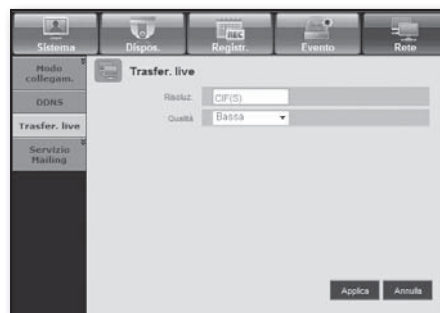 Sistema Dispos. Registr. Evento Rete
REC
Modo collegam.
DDNS
Trasfer. live
Servizio Mailing
Trasfer. live
Risoluz. CIF(S)
Qualità Bassa
Applica Annulla